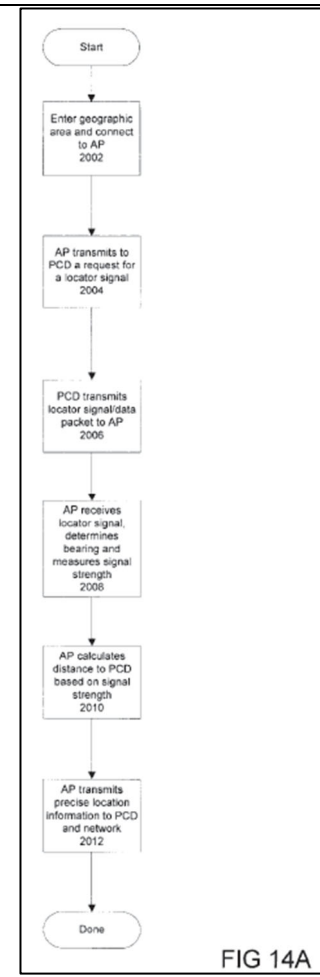 Start
Enter geographic
area and connect
to AP
2002
AP transmits to
PCD a request for
a locator signal
2004
PCD transmits
locator signal/data
packet to AP
2006
AP receives
locator signal,
determines
bearing and
measures signal
strength
2008
AP calculates
distance to PCD
based on signal
strength
2010
AP transmits
precise location
information to PCD
and network
2012
Done
FIG 14A